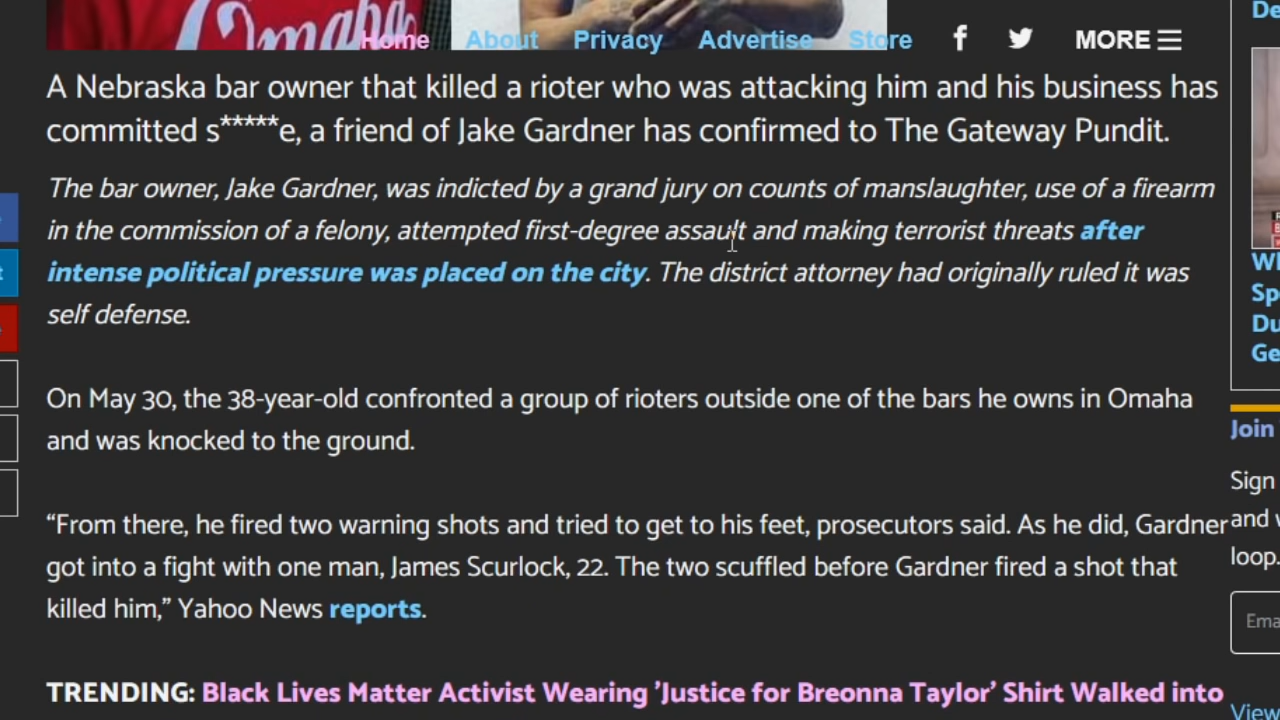 Omaha
Home About Privacy Advertise Store MORE
De
A Nebraska bar owner that killed a rioter who was attacking him and his business has
committed s*****e, a friend of Jake Gardner has confirmed to The Gateway Pundit.
The bar owner, Jake Gardner, was indicted by a grand jury on counts of manslaughter, use of a firearm
in the commission of a felony, attempted first-degree assault and making terrorist threats after
intense political pressure was placed on the city. The district attorney had originally ruled it was
self defense.
On May 30, the 38-year-old confronted a group of rioters outside one of the bars he owns in Omaha
and was knocked to the ground.
“From there, he fired two warning shots and tried to get to his feet, prosecutors said. As he did, Gardner
got into a fight with one man, James Scurlock, 22. The two scuffled before Gardner fired a shot that
killed him,” Yahoo News reports.
TRENDING: Black Lives Matter Activist Wearing 'Justice for Breonna Taylor' Shirt Walked into
Sp
Du
Ge
Join
Sign
and
loop.
Ema
View